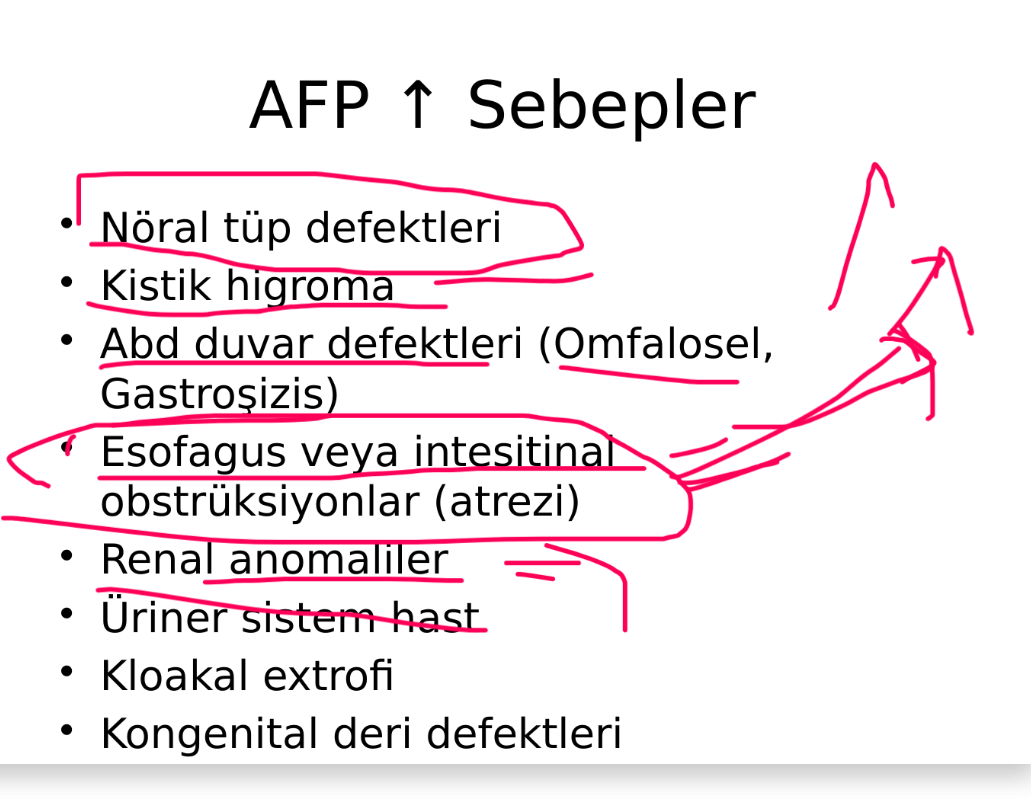 AFP ↑ Sebepler
• Nöral tüp defektleri
• Kistik higroma
• Abd duvar defektleri (Omfalosel,
Gastroşizis)
• Esofagus veya intesitinal
obstrüksiyonlar (atrezi)
• Renal anomaliler
• Üriner sistem hast
• Kloakal extrofi
• Kongenital deri defektleri